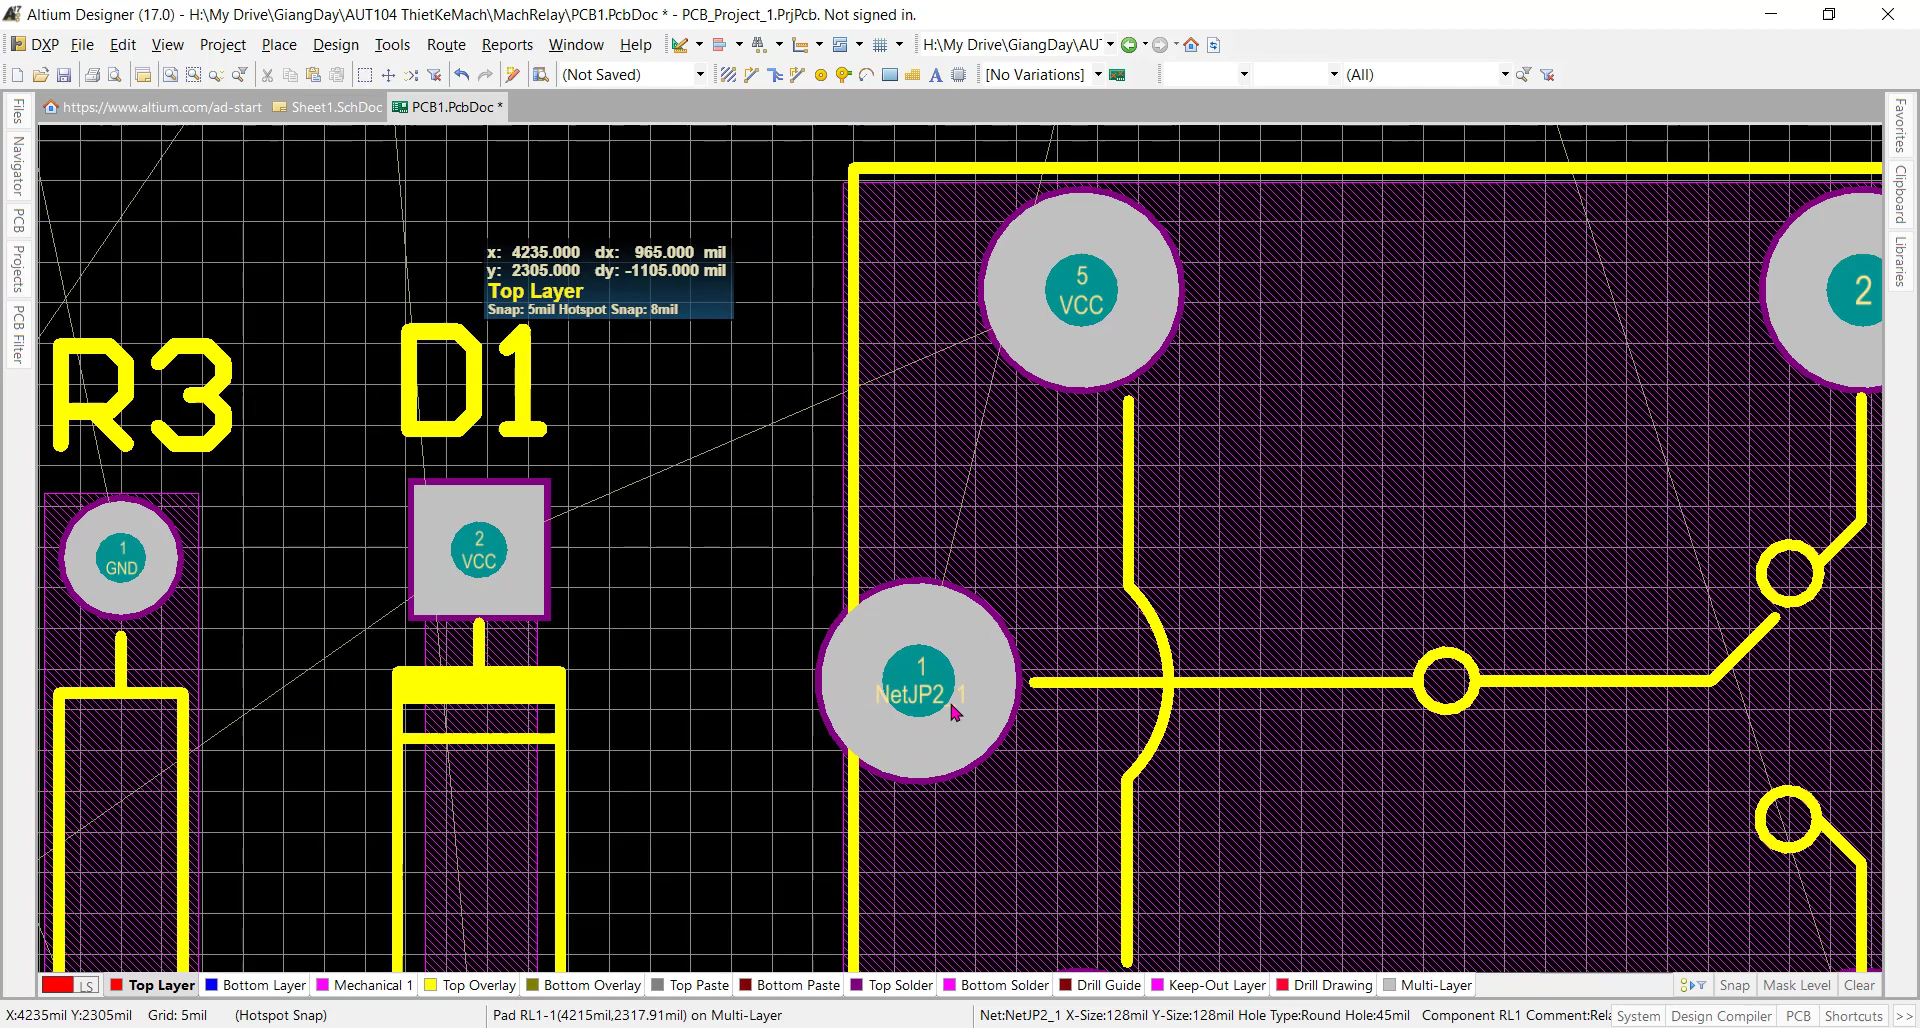 Altium Designer (17.0) - H:\My Drive\GiangDay\AUT104 ThietKeMach\MachRelay\PCB1.PcbDoc * - PCB_Project_1.PrjPcb. Not signed in.
DXP File Edit View Project Place Design Tools Route Reports Window Help H:\My Drive\GiangDay\AU
(Not Saved) A [No Variations] (All)
https://www.altium.com/ad-start Sheet1.SchDoc PCB1.PcbDoc *
Files
Navigator
PCB
Projects
PCB Filter
Favorites
Clipboard
Libraries
x: 4235.000 dx: 965.000 mil
y: 2305.000 dy: -1105.000 mil
Top Layer
Snap: 5mil Hotspot Snap: 8mil
R3 D1
5
VCC
2
1
GND
2
VCC
1
NetJP2_1
LS Top Layer Bottom Layer Mechanical 1 Top Overlay Bottom Overlay Top Paste Bottom Paste Top Solder Bottom Solder Drill Guide Keep-Out Layer Drill Drawing Multi-Layer Snap Mask Level Clear
X:4235mil Y:2305mil Grid: 5mil (Hotspot Snap) Pad RL1-1(4215mil,2317.91mil) on Multi-Layer Net:NetJP2_1 X-Size:128mil Y-Size:128mil Hole Type:Round Hole:45mil Component RL1 Comment:Rela System Design Compiler PCB Shortcuts >>